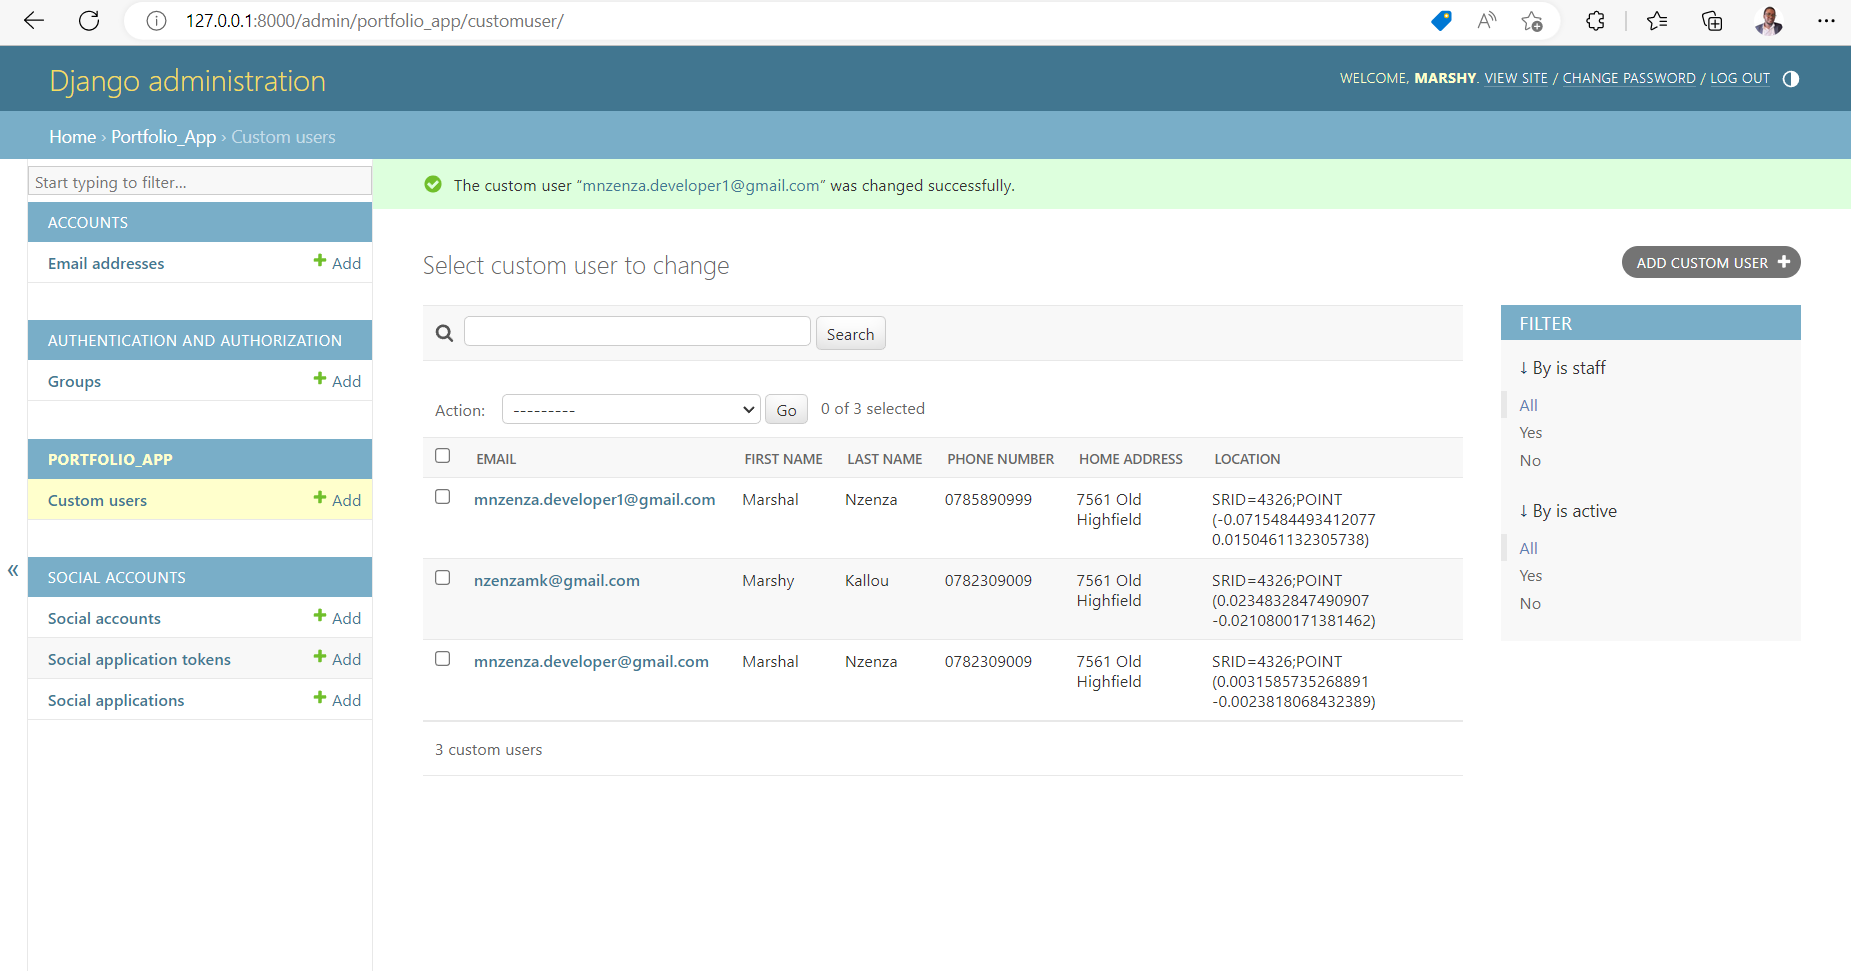 127.0.0.1:8000/admin/portfolio_app/customuser/
Django administration
WELCOME, MARSHY. VIEW SITE / CHANGE PASSWORD / LOG OUT
Home › Portfolio_App › Custom users
Start typing to filter...
ACCOUNTS
Email addresses
Add
AUTHENTICATION AND AUTHORIZATION
Groups
Add
PORTFOLIO_APP
Custom users
Add
SOCIAL ACCOUNTS
Social accounts
Add
Social application tokens
Add
Social applications
Add
«
The custom user “mnzenza.developer1@gmail.com” was changed successfully.
Select custom user to change
ADD CUSTOM USER +
Search
Action: --------- Go 0 of 3 selected
EMAIL FIRST NAME LAST NAME PHONE NUMBER HOME ADDRESS LOCATION
mnzenza.developer1@gmail.com Marshal Nzenza 0785890999 7561 Old SRID=4326;POINT
Highfield (-0.0715484493412077
0.0150461132305738)
nzenzamk@gmail.com Marshy Kallou 0782309009 7561 Old SRID=4326;POINT
Highfield (0.0234832847490907
-0.0210800171381462)
mnzenza.developer@gmail.com Marshal Nzenza 0782309009 7561 Old SRID=4326;POINT
Highfield (0.0031585735268891
-0.0023818068432389)
3 custom users
FILTER
↓ By is staff
All
Yes
No
↓ By is active
All
Yes
No